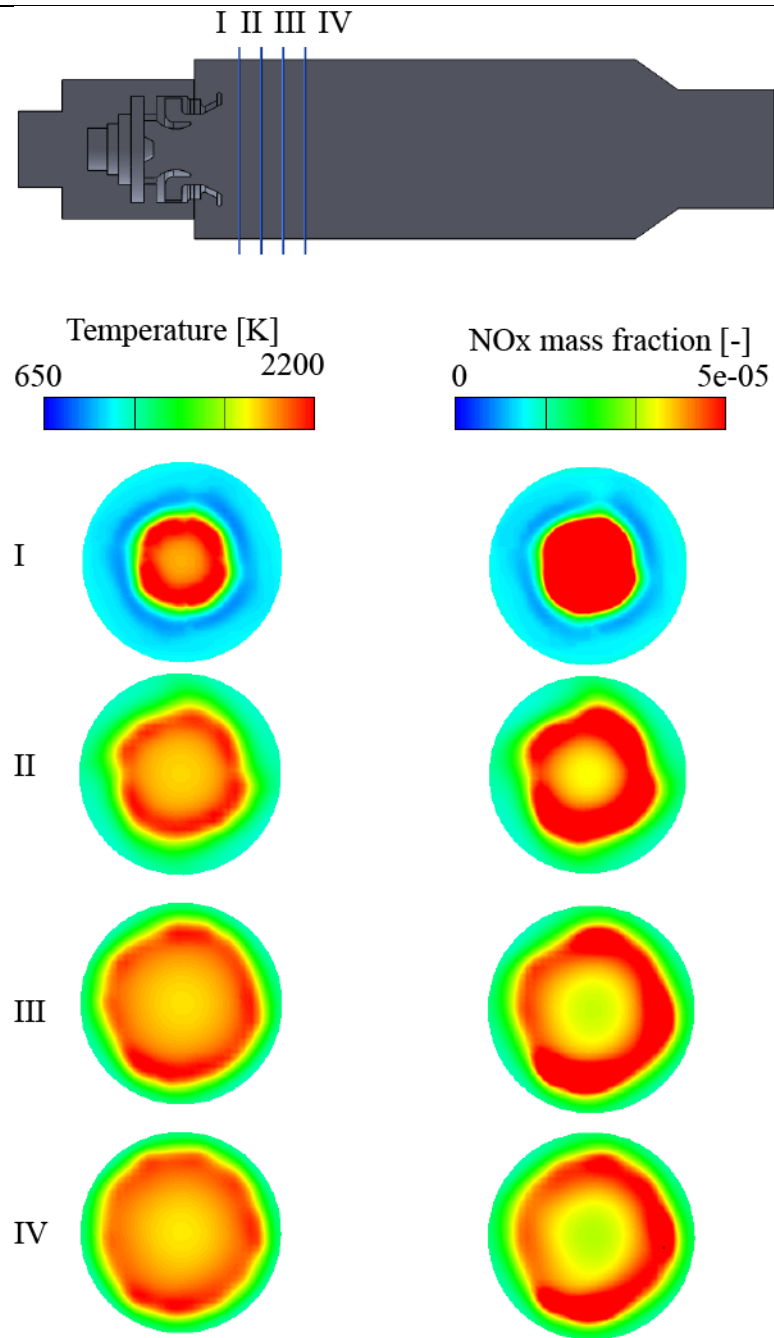 I II III IV
Temperature [K]
NOx mass fraction [-]
650 2200
0 5e-05
I
II
III
IV